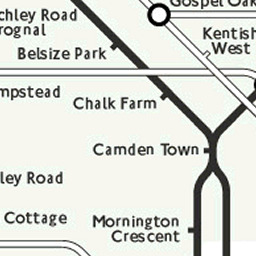 chley Road
rognal
Gospel Oak
Kentish
West
Belsize Park
mpstead
Chalk Farm
Camden Town
ley Road
Cottage
Mornington
Crescent